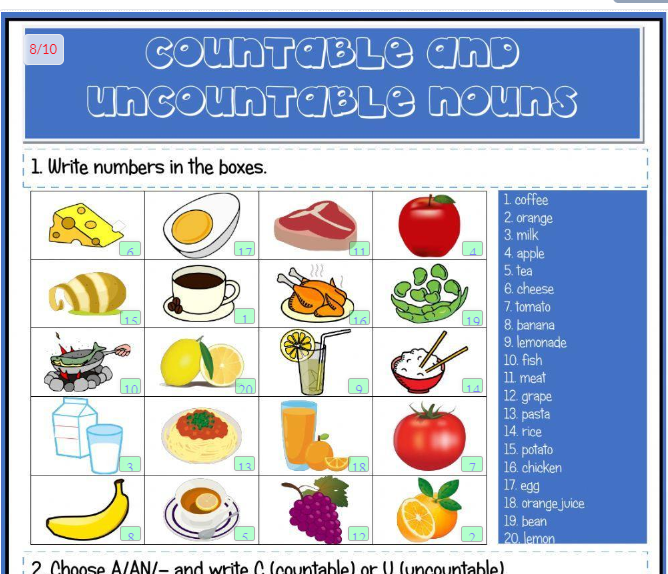 8/10
COUNTABLE AND
UNCOUNTABLE NOUNS
1. Write numbers in the boxes.
6 17 11 4
15 1 16 19
10 20 9 14
3 13 18 7
8 5 12 2
1. coffee
2. orange
3. milk
4. apple
5. tea
6. cheese
7. tomato
8. banana
9. lemonade
10. fish
11. meat
12. grape
13. pasta
14. rice
15. potato
16. chicken
17. egg
18. orange juice
19. bean
20. lemon
2. Choose A/AN/– and write C (countable) or U (uncountable)